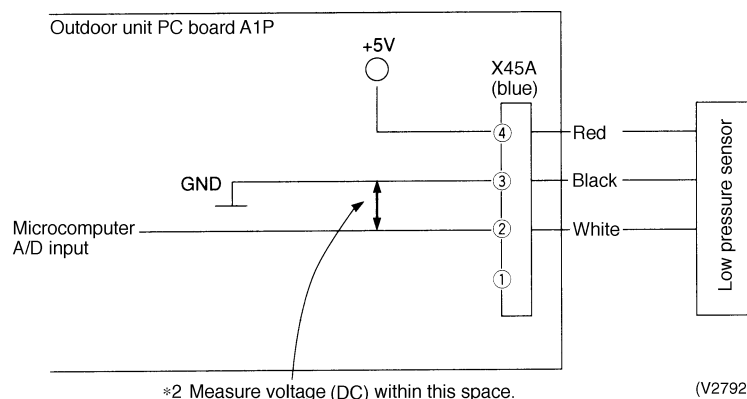 Outdoor unit PC board A1P
+5V
X45A
(blue)
④
Red
GND
③
Black
Microcomputer
A/D input
②
White
①
Low pressure sensor
*2 Measure voltage (DC) within this space.
(V2792